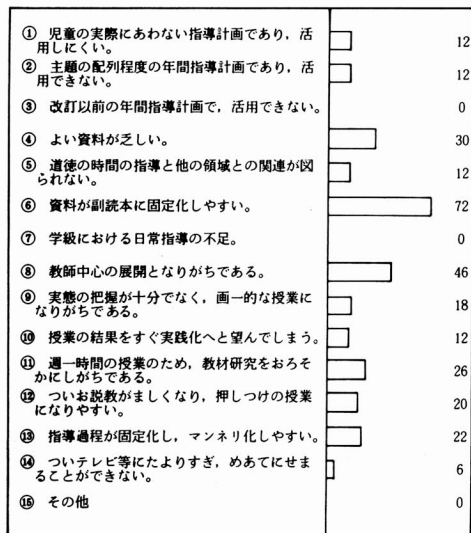 ① 児童の実際にあわない指導計画であり，活
用しにくい。 12
② 主題の配列程度の年間指導計画であり，活
用できない。 12
③ 改訂以前の年間指導計画で，活用できない。 0
④ よい資料が乏しい。 30
⑤ 道徳の時間の指導と他の領域との関連が図
られない。 12
⑥ 資料が副読本に固定化しやすい。 72
⑦ 学級における日常指導の不足。 0
⑧ 教師中心の展開となりがちである。 46
⑨ 実態の把握が十分でなく，画一的な授業に
なりがちである。 18
⑩ 授業の結果をすぐ実践化へと望んでしまう。 12
⑪ 週一時間の授業のため，教材研究をおろそ
かにしがちである。 26
⑫ ついお説教がましくなり，押しつけの授業
になりやすい。 20
⑬ 指導過程が固定化し，マンネリ化しやすい。 22
⑭ ついテレビ等にたよりすぎ，めあてにせま
ることができない。 6
⑮ その他 0